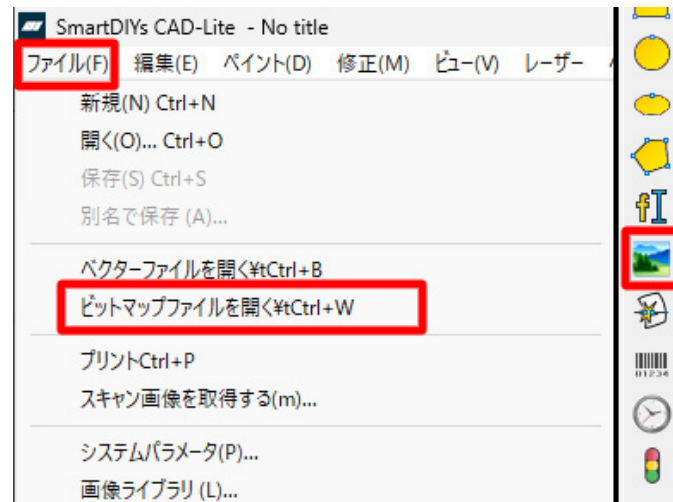 SmartDIYs CAD-Lite - No title
ファイル(F) 編集(E) ペイント(D) 修正(M) ビュー(V) レーザー
新規(N) Ctrl+N
開く(O)... Ctrl+O
保存(S) Ctrl+S
別名で保存 (A)...
ベクターファイルを開く¥tCtrl+B
ビットマップファイルを開く¥tCtrl+W
プリントCtrl+P
スキャン画像を取得する(m)...
システムパラメータ(P)...
画像ライブラリ (L)...
f
01234